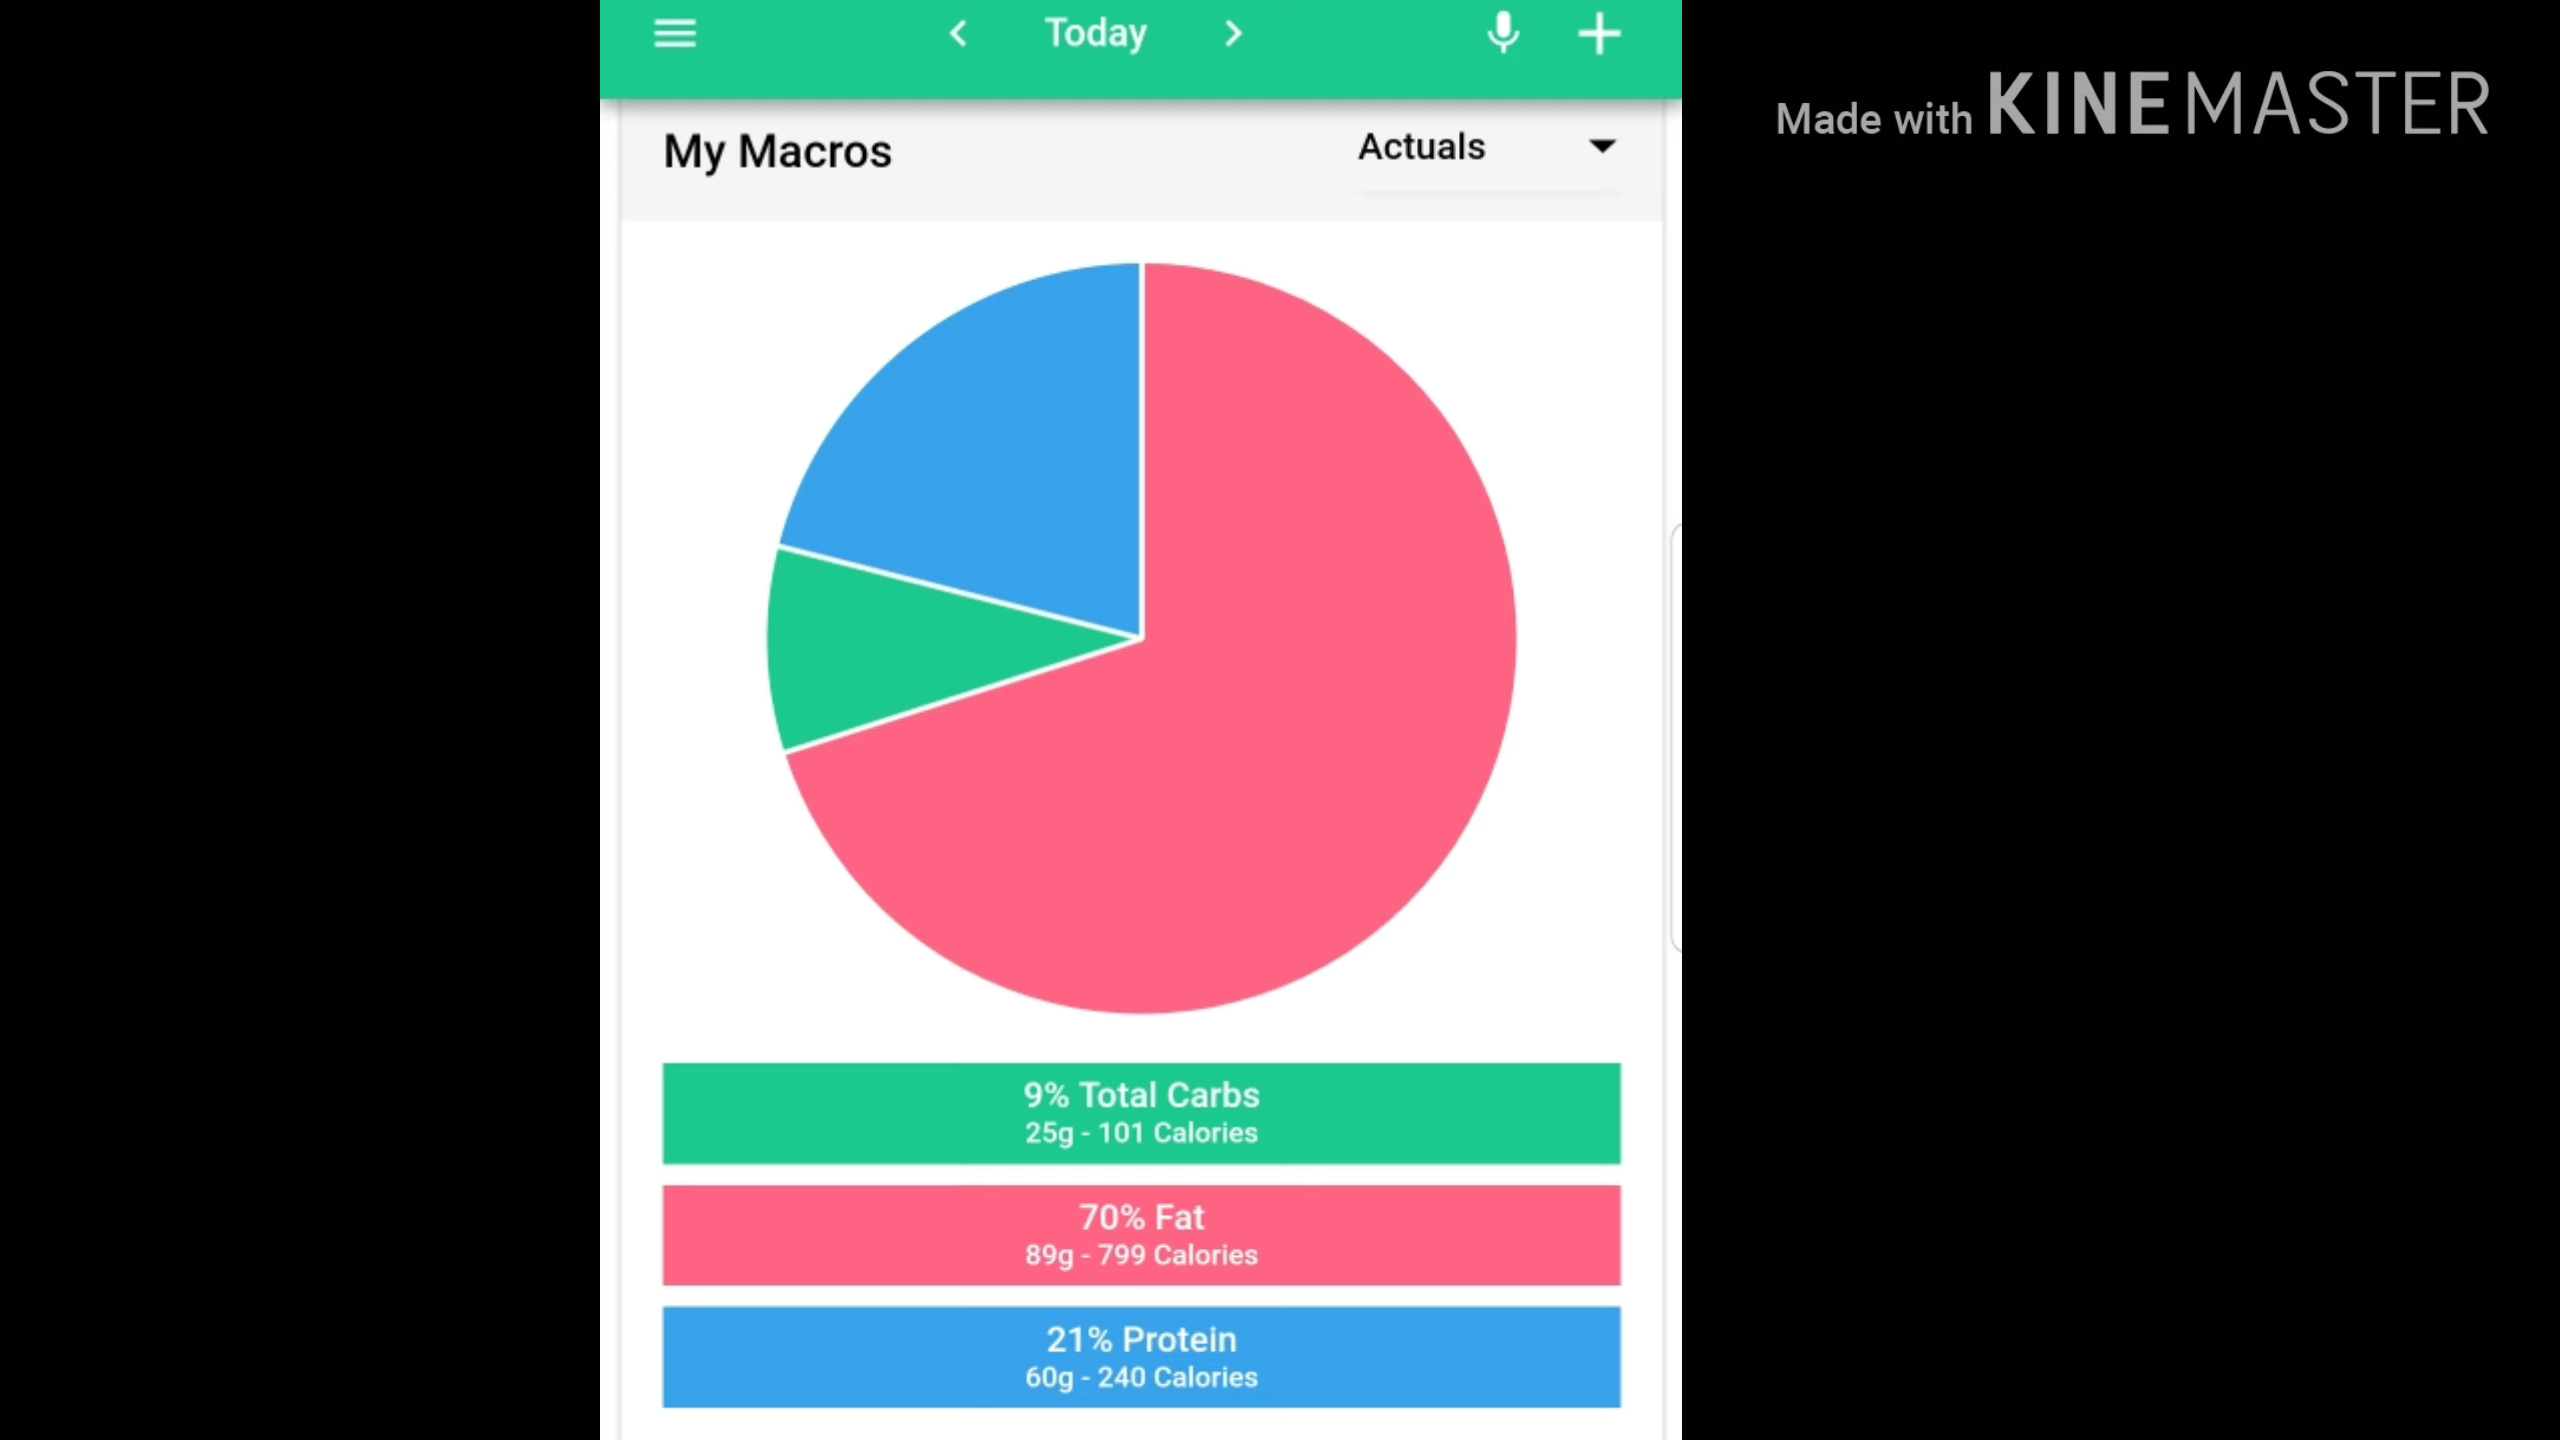 Today
Made with KINEMASTER
My Macros
Actuals
9% Total Carbs
25g - 101 Calories
70% Fat
89g - 799 Calories
21% Protein
60g - 240 Calories